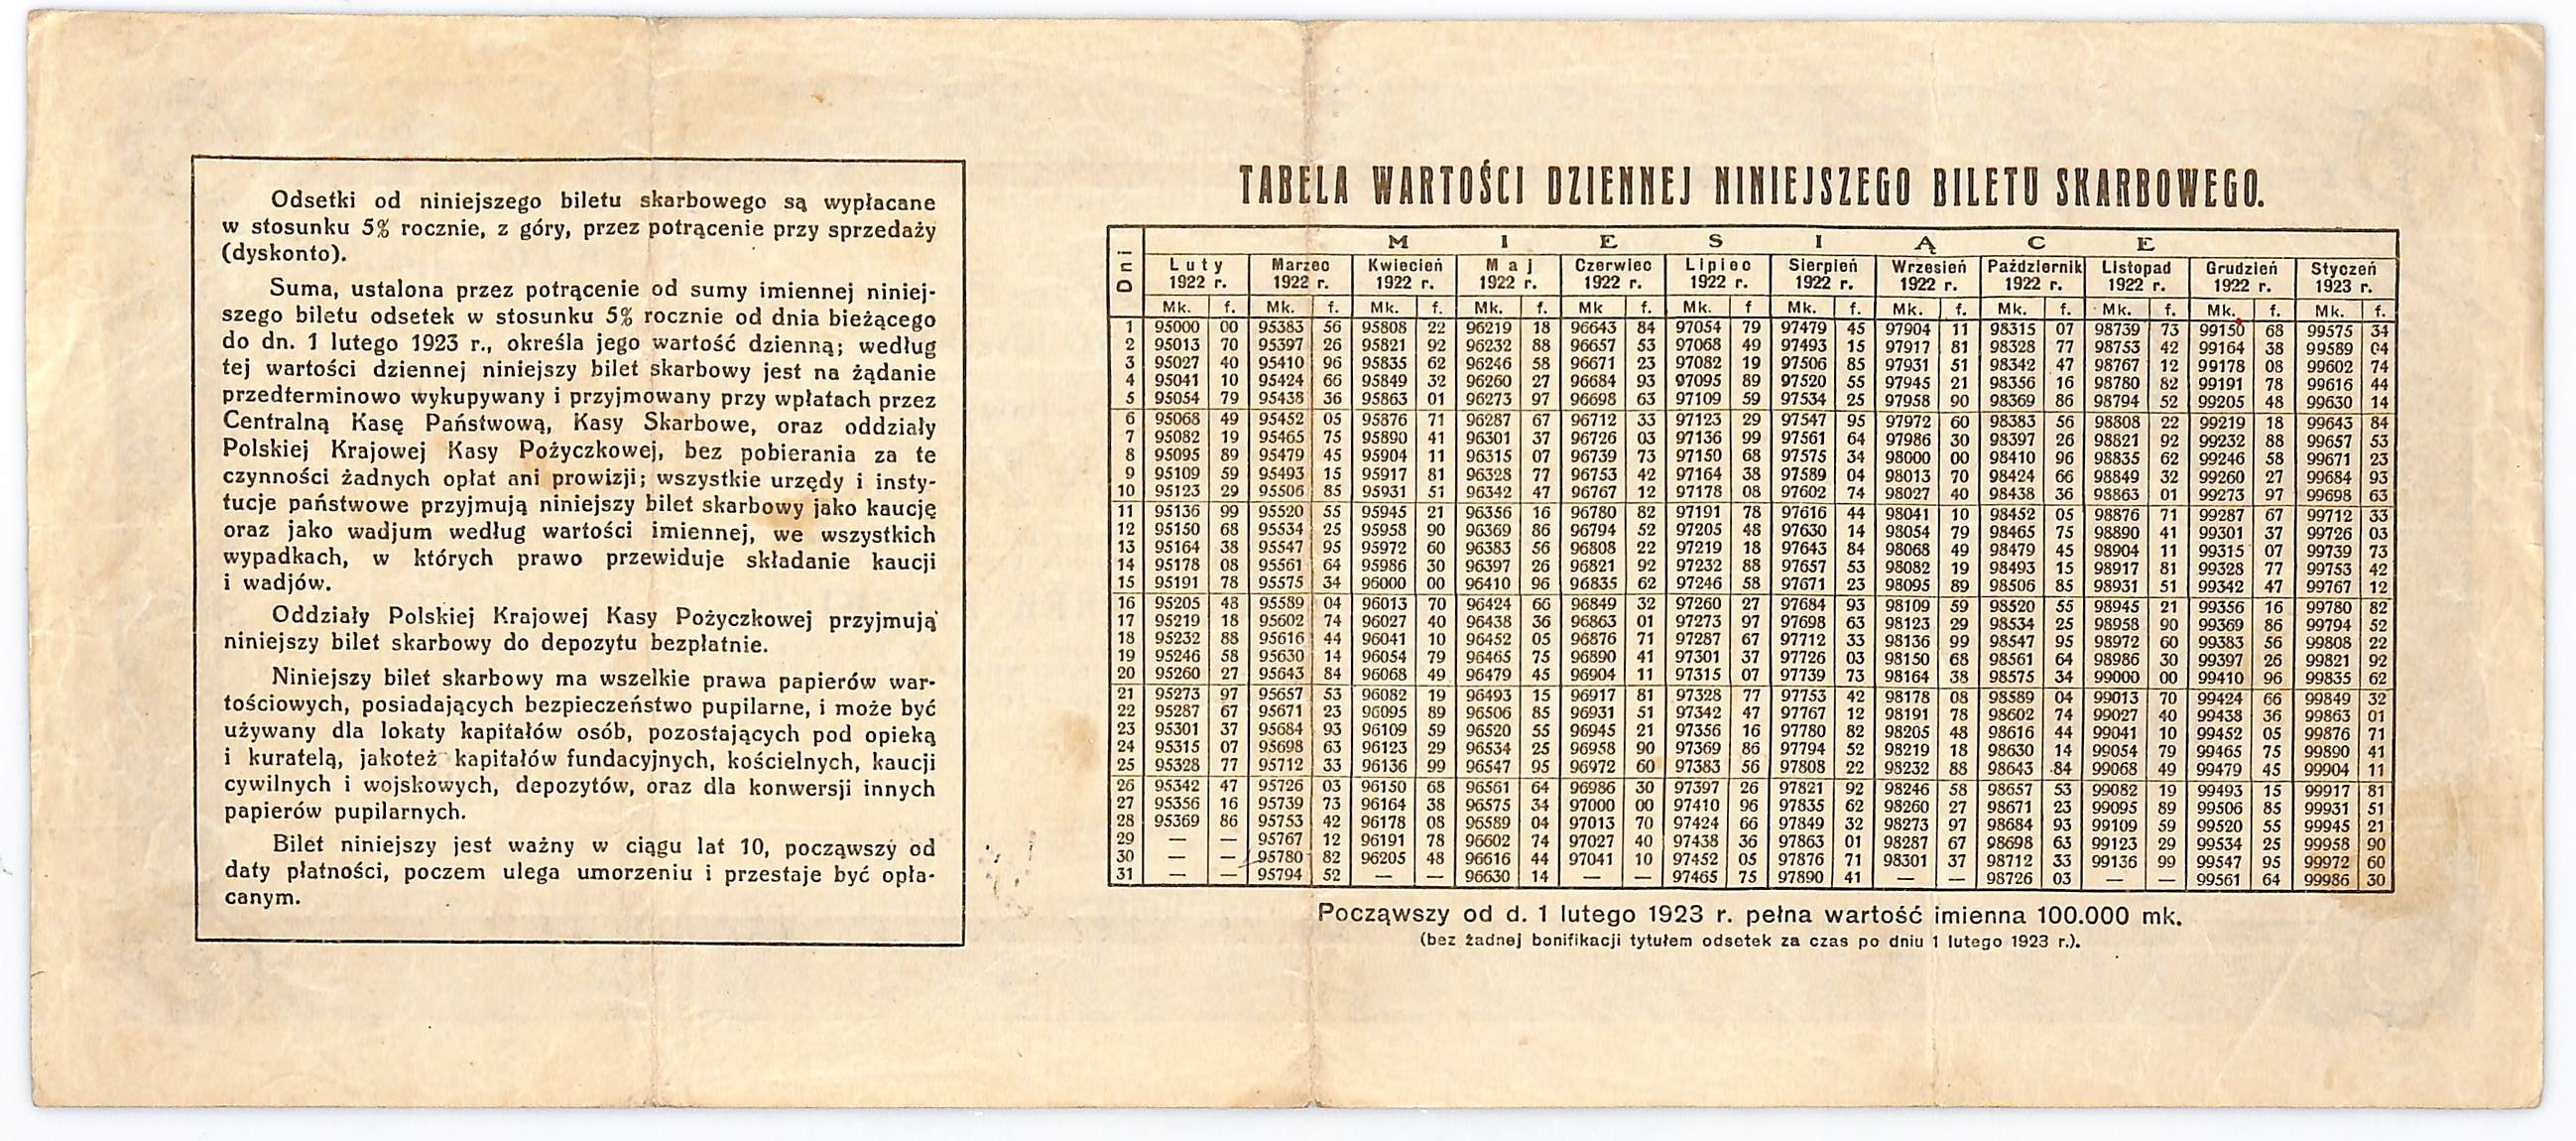 Odsetki od niniejszego biletu skarbowego są wypłacane
w stosunku 5% rocznie, z góry, przez potrącenie przy sprzedaży
(dyskonto).
Suma, ustalona przez potrącenie od sumy imiennej niniej-
szego biletu odsetek w stosunku 5% rocznie od dnia bieżącego
do dn. 1 lutego 1923 r., określa jego wartość dzienną; według
tej wartości dziennej niniejszy bilet skarbowy jest na żądanie
przedterminowo wykupywany i przyjmowany przy wpłatach przez
Centralną Kasę Państwową, Kasy Skarbowe, oraz oddziały
Polskiej Krajowej Kasy Pożyczkowej, bez pobierania za te
czynności żadnych opłat ani prowizji; wszystkie urzędy i insty-
tucje państwowe przyjmują niniejszy bilet skarbowy jako kaucję
oraz jako wadjum według wartości imiennej, we wszystkich
wypadkach, w których prawo przewiduje składanie kaucji
i wadjów.
Oddziały Polskiej Krajowej Kasy Pożyczkowej przyjmują
niniejszy bilet skarbowy do depozytu bezpłatnie.
Niniejszy bilet skarbowy ma wszelkie prawa papierów war-
tościowych, posiadających bezpieczeństwo pupilarne, i może być
używany dla lokaty kapitałów osób, pozostających pod opieką
i kuratelą, jakoteż kapitałów fundacyjnych, kościelnych, kaucji
cywilnych i wojskowych, depozytów, oraz dla konwersji innych
papierów pupilarnych.
Bilet niniejszy jest ważny w ciągu lat 10, począwszy od
daty płatności, poczem ulega umorzeniu i przestaje być opła-
canym.
TABELA WARTOŚCI DZIENNEJ NINIEJSZEGO BILETU SKARBOWEGO.
Dni M I E S I Ą C E
Luty Marzec Kwiecień Maj Czerwiec Lipiec Sierpień Wrzesień Październik Listopad Grudzień Styczeń
1922 r. 1922 r. 1922 r. 1922 r. 1922 r. 1922 r. 1922 r. 1922 r. 1922 r. 1922 r. 1922 r. 1923 r.
Mk. f. Mk. f. Mk. f. Mk. f. Mk f. Mk. f Mk. f. Mk. f. Mk. f. Mk. f. Mk. f. Mk. f.
1 95000 00 95383 56 95808 22 96219 18 96643 84 97054 79 97479 45 97904 11 98315 07 98739 73 99150 68 99575 34
2 95013 70 95397 26 95821 92 96232 88 96657 53 97068 49 97493 15 97917 81 98328 77 98753 42 99164 38 99589 04
3 95027 40 95410 96 95835 62 96246 58 96671 23 97082 19 97506 85 97931 51 98342 47 98767 12 99178 08 99602 74
4 95041 10 95424 66 95849 32 96260 27 96684 93 97095 89 97520 55 97945 21 98356 16 98780 82 99191 78 99616 44
5 95054 79 95438 36 95863 01 96273 97 96698 63 97109 59 97534 25 97958 90 98369 86 98794 52 99205 48 99630 14
6 95068 49 95452 05 95876 71 96287 67 96712 33 97123 29 97547 95 97972 60 98383 56 98808 22 99219 18 99643 84
7 95082 19 95465 75 95890 41 96301 37 96726 03 97136 99 97561 64 97986 30 98397 26 98821 92 99232 88 99657 53
8 95095 89 95479 45 95904 11 96315 07 96739 73 97150 68 97575 34 98000 00 98410 96 98835 62 99246 58 99671 23
9 95109 59 95493 15 95917 81 96328 77 96753 42 97164 38 97589 04 98013 70 98424 66 98849 32 99260 27 99684 93
10 95123 29 95506 85 95931 51 96342 47 96767 12 97178 08 97602 74 98027 40 98438 36 98863 01 99273 97 99698 63
11 95136 99 95520 55 95945 21 96356 16 96780 82 97191 78 97616 44 98041 10 98452 05 98876 71 99287 67 99712 33
12 95150 68 95534 25 95958 90 96369 86 96794 52 97205 48 97630 14 98054 79 98465 75 98890 41 99301 37 99726 03
13 95164 38 95547 95 95972 60 96383 56 96808 22 97219 18 97643 84 98068 49 98479 45 98904 11 99315 07 99739 73
14 95178 08 95561 64 95986 30 96397 26 96821 92 97232 88 97657 53 98082 19 98493 15 98917 81 99328 77 99753 42
15 95191 78 95575 34 96000 00 96410 96 96835 62 97246 58 97671 23 98095 89 98506 85 98931 51 99342 47 99767 12
16 95205 48 95589 04 96013 70 96424 66 96849 32 97260 27 97684 93 98109 59 98520 55 98945 21 99356 16 99780 82
17 95219 18 95602 74 96027 40 96438 36 96863 01 97273 97 97698 63 98123 29 98534 25 98958 90 99369 86 99794 52
18 95232 88 95616 44 96041 10 96452 05 96876 71 97287 67 97712 33 98136 99 98547 95 98972 60 99383 56 99808 22
19 95246 58 95630 14 96054 79 96465 75 96890 41 97301 37 97726 03 98150 68 98561 64 98986 30 99397 26 99821 92
20 95260 27 95643 84 96068 49 96479 45 96904 11 97315 07 97739 73 98164 38 98575 34 99000 00 99410 96 99835 62
21 95273 97 95657 53 96082 19 96493 15 96917 81 97328 77 97753 42 98178 08 98589 04 99013 70 99424 66 99849 32
22 95287 67 95671 23 96095 89 96506 85 96931 51 97342 47 97767 12 98191 78 98602 74 99027 40 99438 36 99863 01
23 95301 37 95684 93 96109 59 96520 55 96945 21 97356 16 97780 82 98205 48 98616 44 99041 10 99452 05 99876 71
24 95315 07 95698 63 96123 29 96534 25 96958 90 97369 86 97794 52 98219 18 98630 14 99054 79 99465 75 99890 41
25 95328 77 95712 33 96136 99 96547 95 96972 60 97383 56 97808 22 98232 88 98643 84 99068 49 99479 45 99904 11
26 95342 47 95726 03 96150 68 96561 64 96986 30 97397 26 97821 92 98246 58 98657 53 99082 19 99493 15 99917 81
27 95356 16 95739 73 96164 38 96575 34 97000 00 97410 96 97835 62 98260 27 98671 23 99095 89 99506 85 99931 51
28 95369 86 95753 42 96178 08 96589 04 97013 70 97424 66 97849 32 98273 97 98684 93 99109 59 99520 55 99945 21
29 — — 95767 12 96191 78 96602 74 97027 40 97438 36 97863 01 98287 67 98698 63 99123 29 99534 25 99958 90
30 — — 95780 82 96205 48 96616 44 97041 10 97452 05 97876 71 98301 37 98712 33 99136 99 99547 95 99972 60
31 — — 95794 52 — — 96630 14 — — 97465 75 97890 41 — — 98726 03 — — 99561 64 99986 30
Począwszy od d. 1 lutego 1923 r. pełna wartość imienna 100.000 mk.
(bez żadnej bonifikacji tytułem odsetek za czas po dniu 1 lutego 1923 r.).